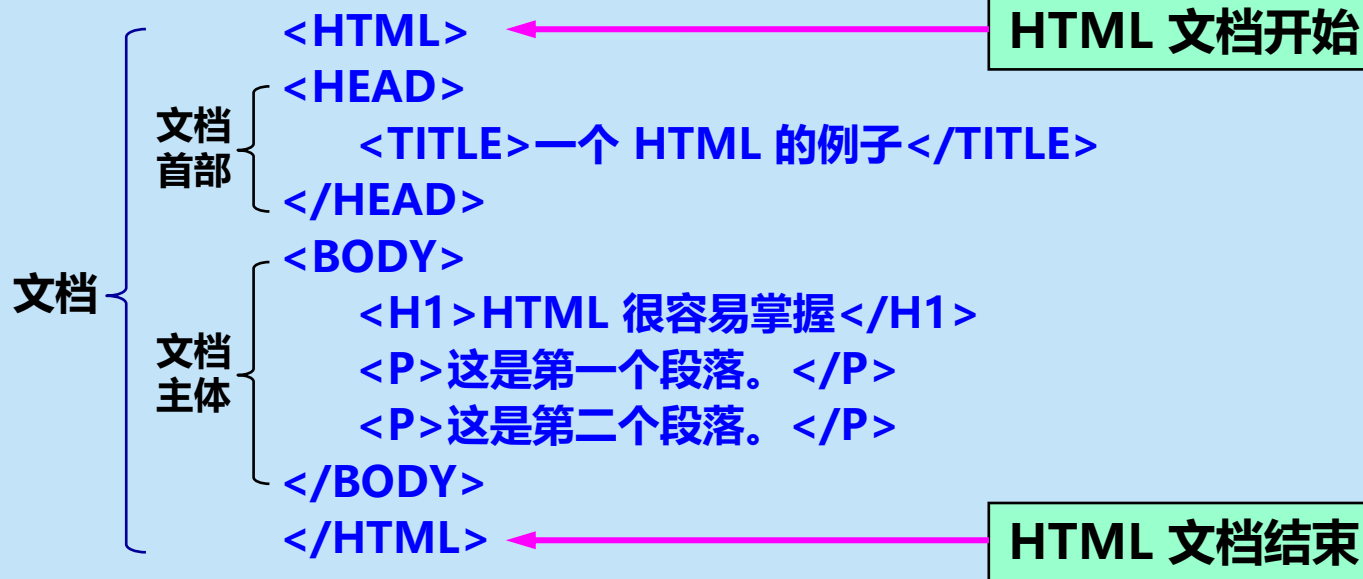 <HTML>
HTML 文档开始
<HEAD>
文档
首部
<TITLE>一个 HTML 的例子</TITLE>
</HEAD>
文档
<BODY>
文档
主体
<H1>HTML 很容易掌握</H1>
<P>这是第一个段落。</P>
<P>这是第二个段落。</P>
</BODY>
</HTML>
HTML 文档结束